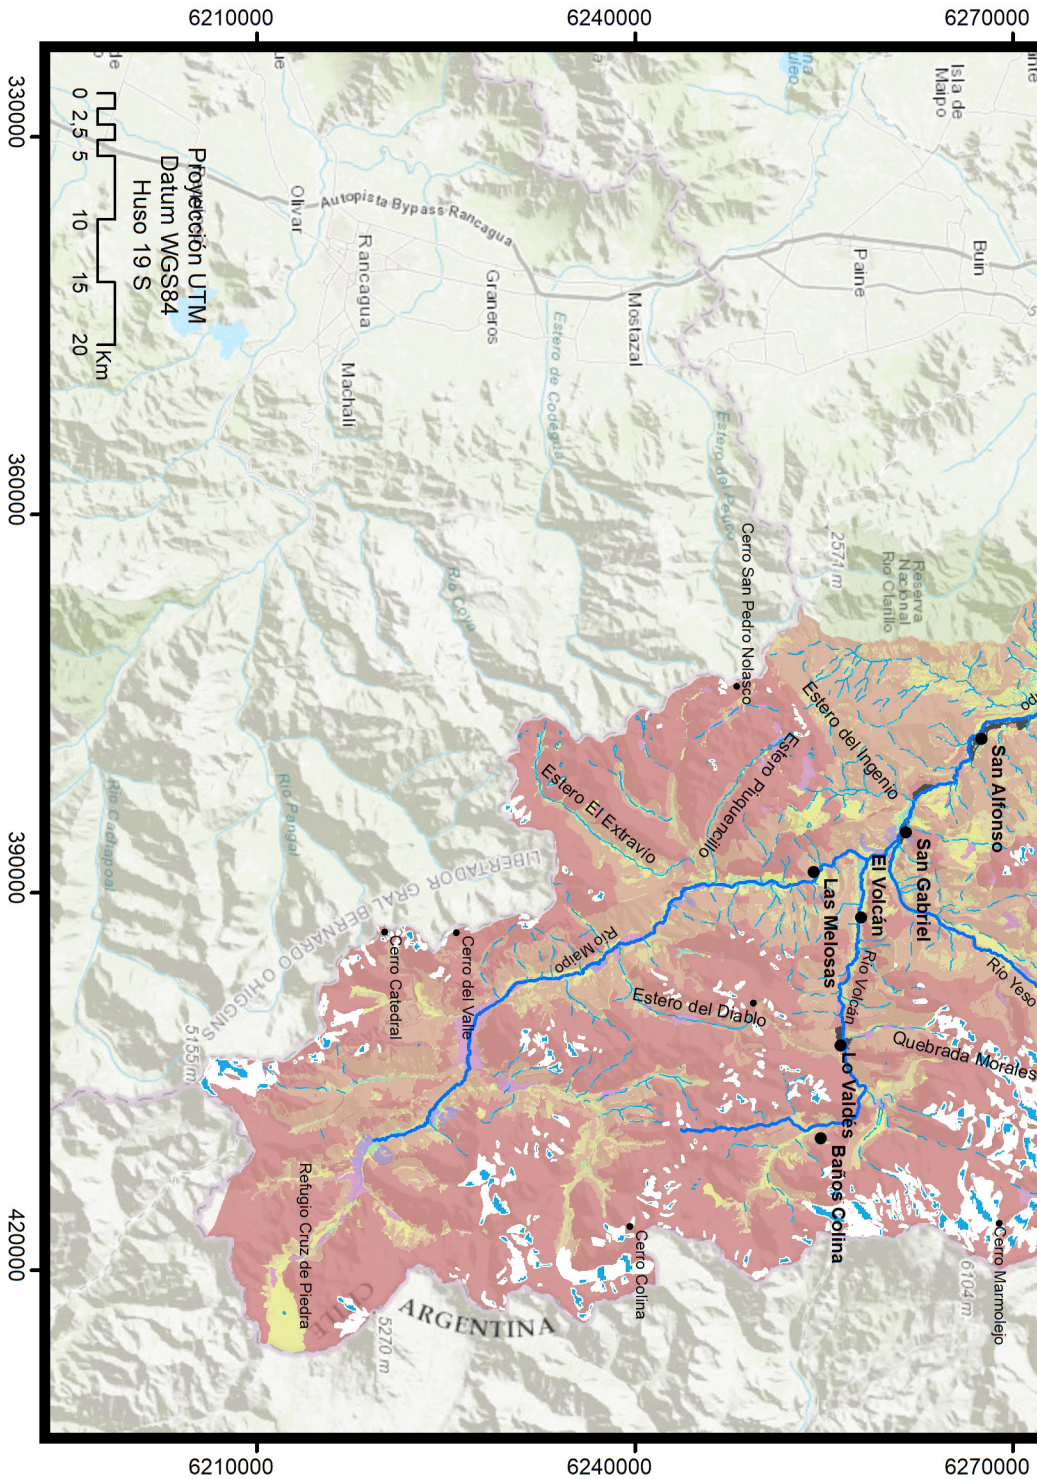 6210000
6240000
6270000
330000
360000
390000
420000
Isla de
Maipo
Buin
Paine
Autopista Bypass Rancagua
Olivar
Rancagua
Graneros
Mostazal
Machalí
Estero de Codegua
Estero del Peuco
Proyección UTM
Datum WGS84
Huso 19 S
0 2,5 5 10 15 20
Km
2571 m
Reserva
Nacional
Río Clarillo
Cerro San Pedro Nolasco
Río Coya
Río Pangal
Río Cachapoal
LIBERTADOR GRAL BERNARDO O'HIGGINS
Estero del Ingenio
Estero Piuquencillo
Estero El Extravío
San Alfonso
San Gabriel
El Volcán
Las Melosas
Río Yeso
Río Volcán
Río Maipo
Estero del Diablo
Quebrada Morales
Lo Valdés
Baños Colina
Cerro del Valle
Cerro Catedral
5155 m
Refugio Cruz de Piedra
Cerro Colina
Cerro Marmolejo
6104 m
5270 m
CHILE
ARGENTINA
6210000
6240000
6270000